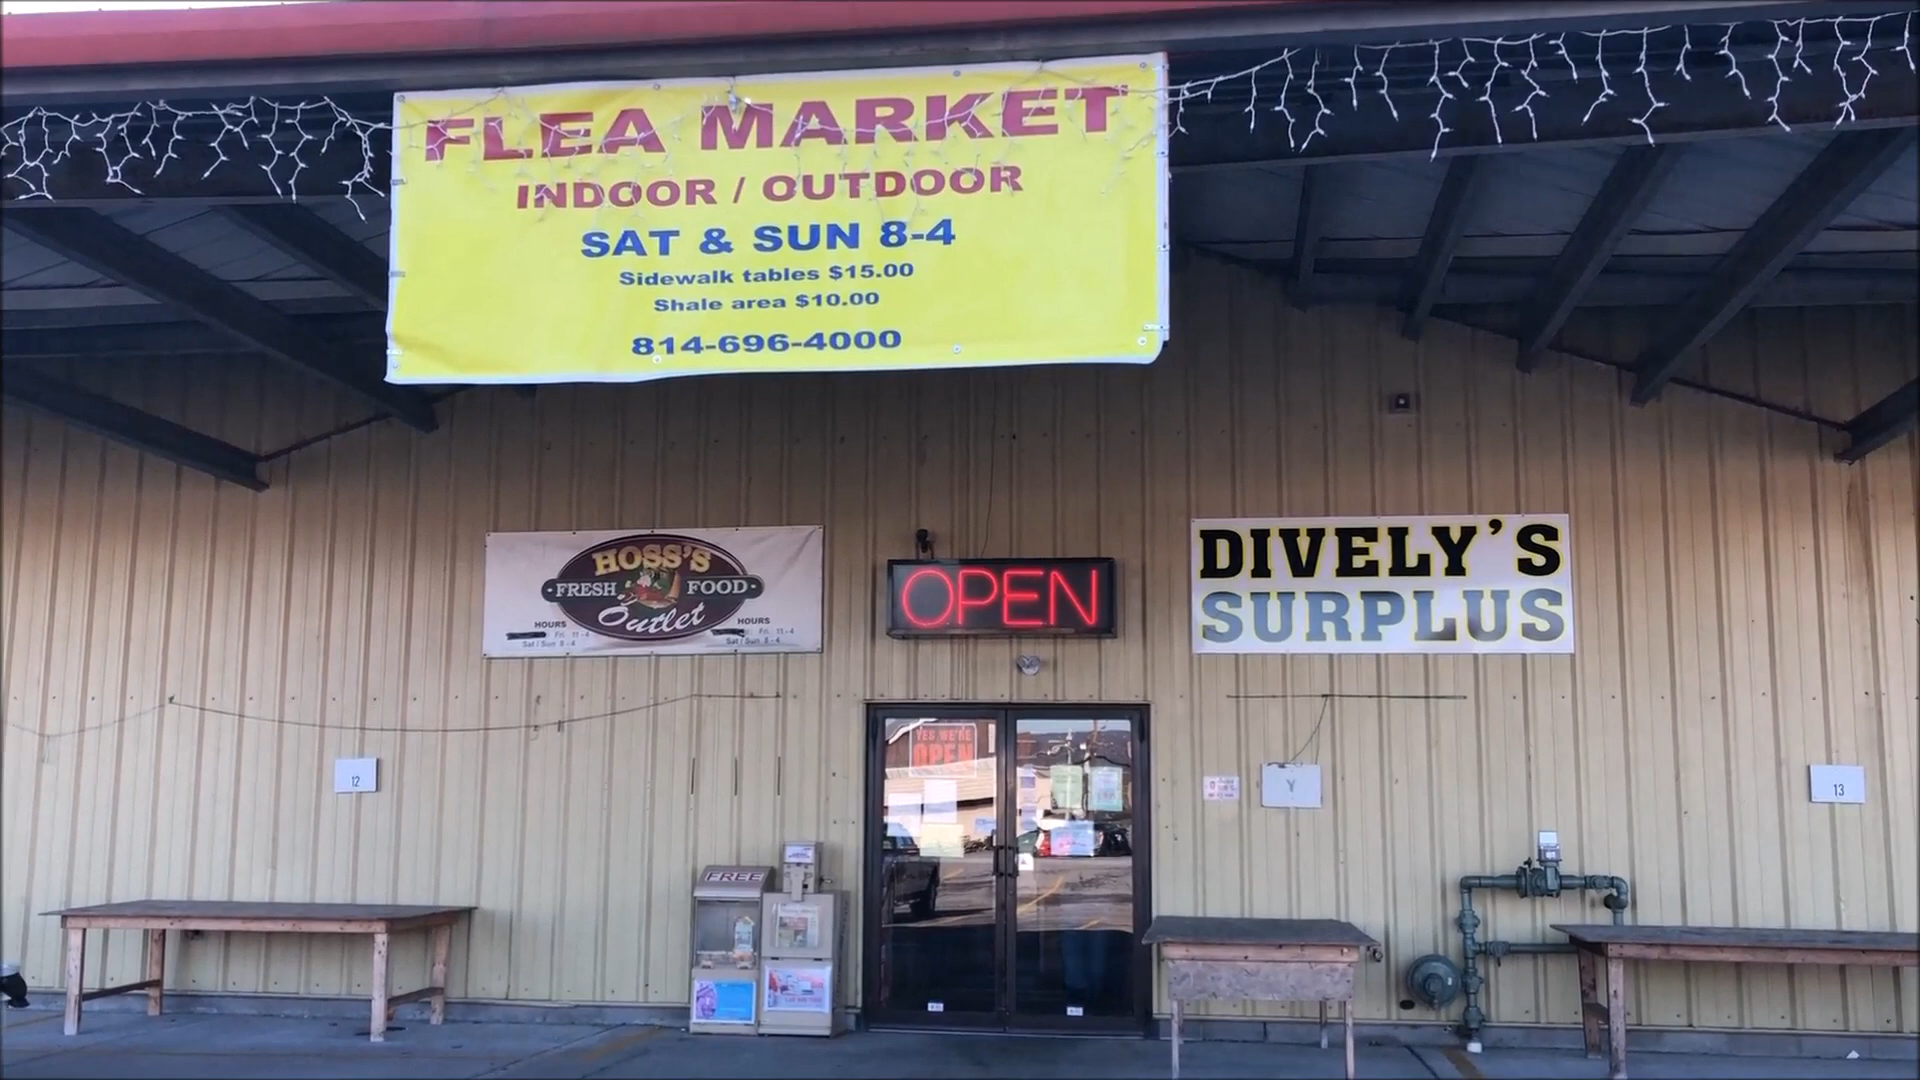 FLEA MARKET
INDOOR / OUTDOOR
SAT & SUN 8-4
Sidewalk tables $15.00
Shale area $10.00
814-696-4000
HOSS'S
FRESH FOOD
Outlet
HOURS
Fri. 11-4
Sat / Sun 8-4
HOURS
Fri. 11-4
Sat / Sun 8-4
OPEN
DIVELY'S
SURPLUS
12
YES WE'RE
OPEN
Y
13
FREE